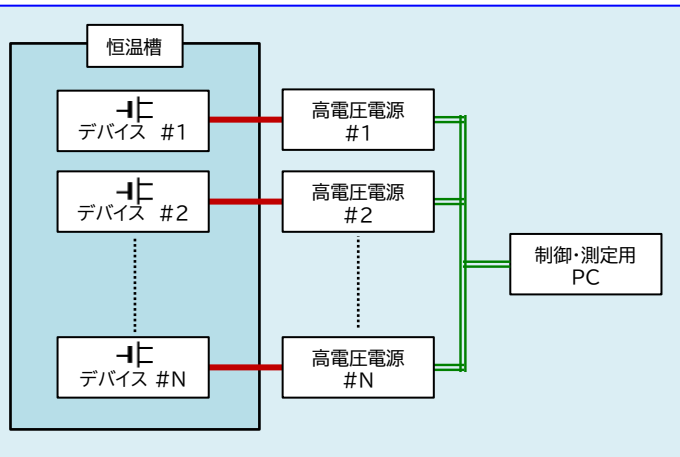 恒温槽
デバイス #1
高電圧電源
#1
デバイス #2
高電圧電源
#2
制御・測定用
PC
デバイス #N
高電圧電源
#N